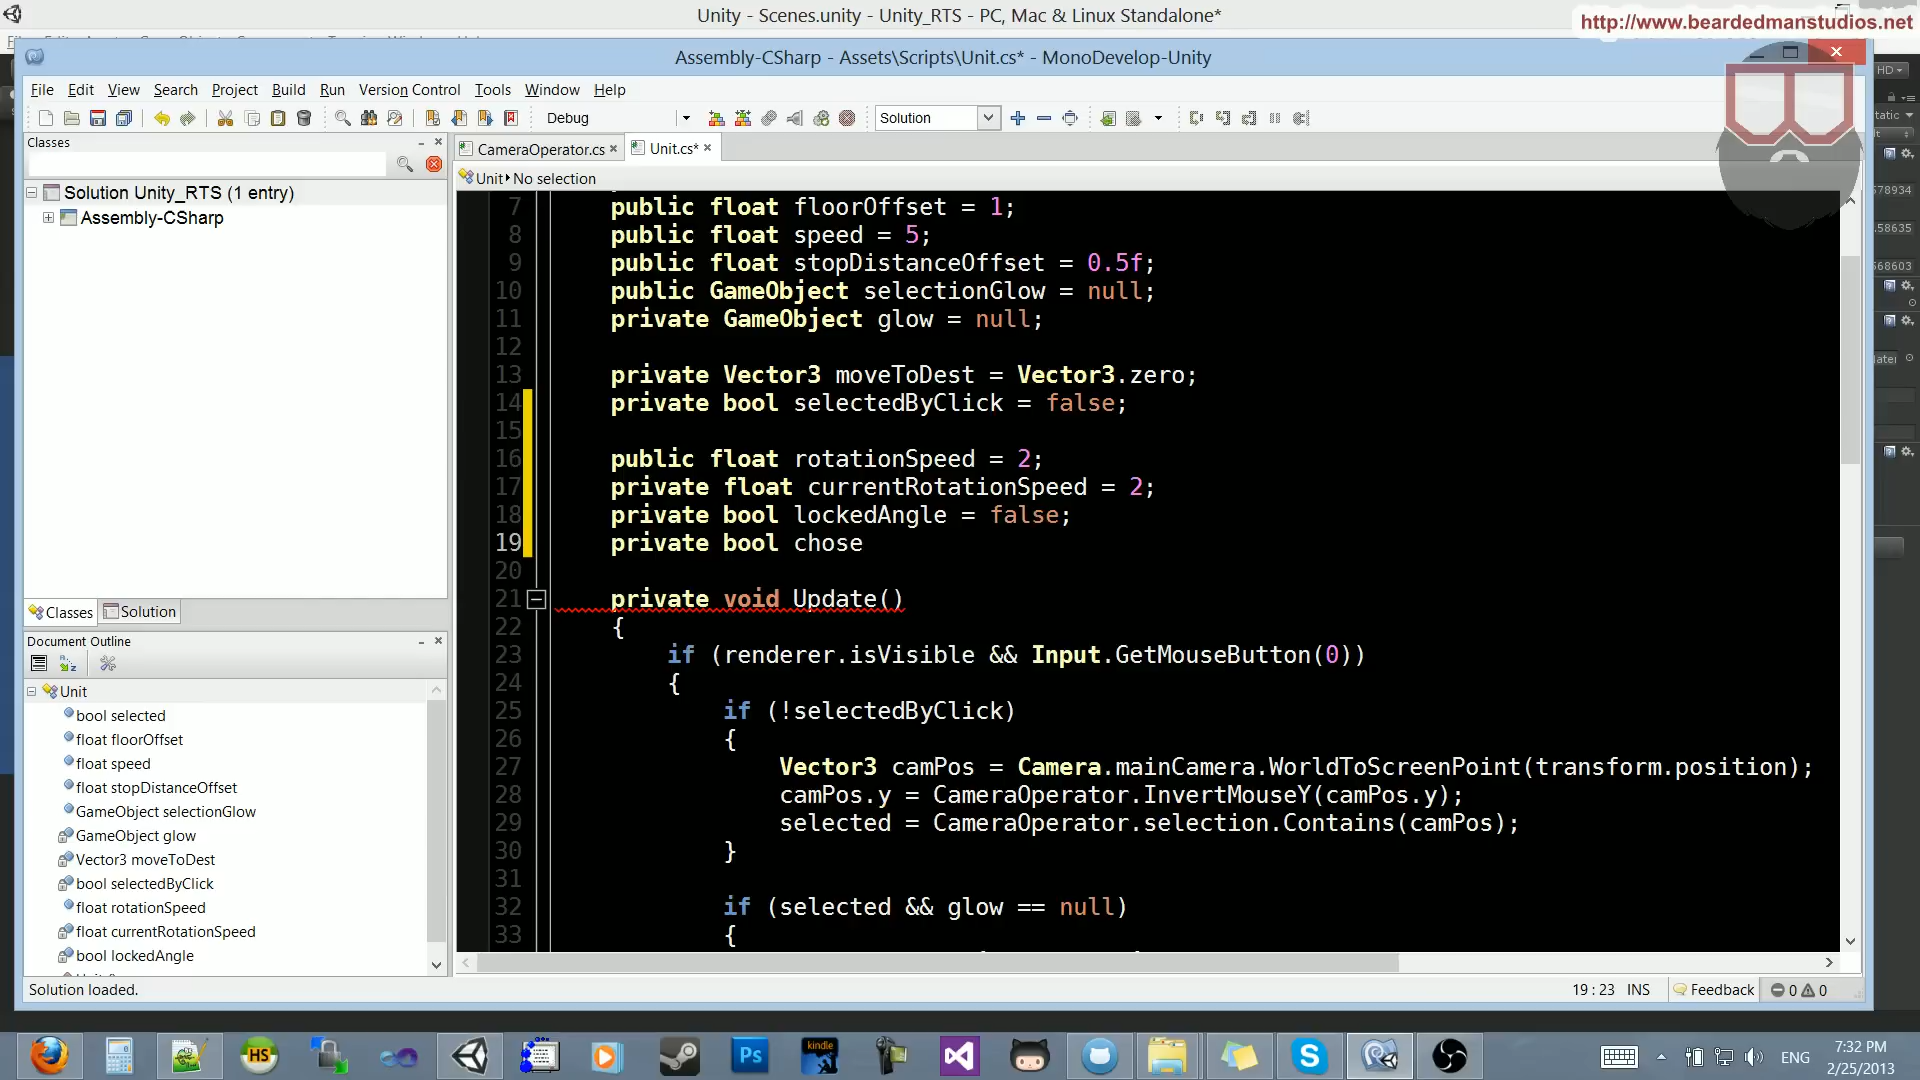 Unity - Scenes.unity - Unity_RTS - PC, Mac & Linux Standalone*
http://www.beardedmanstudios.net
Assembly-CSharp - Assets\Scripts\Unit.cs* - MonoDevelop-Unity
HD
File Edit View Search Project Build Run Version Control Tools Window Help
Debug
Solution
tatic
Classes
CameraOperator.cs
Unit.cs*
Unit
No selection
Solution Unity_RTS (1 entry)
Assembly-CSharp
578934
.58635
568603
7 public float floorOffset = 1;
8 public float speed = 5;
9 public float stopDistanceOffset = 0.5f;
10 public GameObject selectionGlow = null;
11 private GameObject glow = null;
12
13 private Vector3 moveToDest = Vector3.zero;
14 private bool selectedByClick = false;
15
16 public float rotationSpeed = 2;
17 private float currentRotationSpeed = 2;
18 private bool lockedAngle = false;
19 private bool chose
20
21 private void Update()
22 {
23 if (renderer.isVisible && Input.GetMouseButton(0))
24 {
25 if (!selectedByClick)
26 {
27 Vector3 camPos = Camera.mainCamera.WorldToScreenPoint(transform.position);
28 camPos.y = CameraOperator.InvertMouseY(camPos.y);
29 selected = CameraOperator.selection.Contains(camPos);
30 }
31
32 if (selected && glow == null)
33 {
Classes
Solution
Document Outline
Unit
bool selected
float floorOffset
float speed
float stopDistanceOffset
GameObject selectionGlow
GameObject glow
Vector3 moveToDest
bool selectedByClick
float rotationSpeed
float currentRotationSpeed
bool lockedAngle
Solution loaded.
19 : 23 INS
Feedback
0
0
HS
Ps
kindle
ENG
7:32 PM
2/25/2013